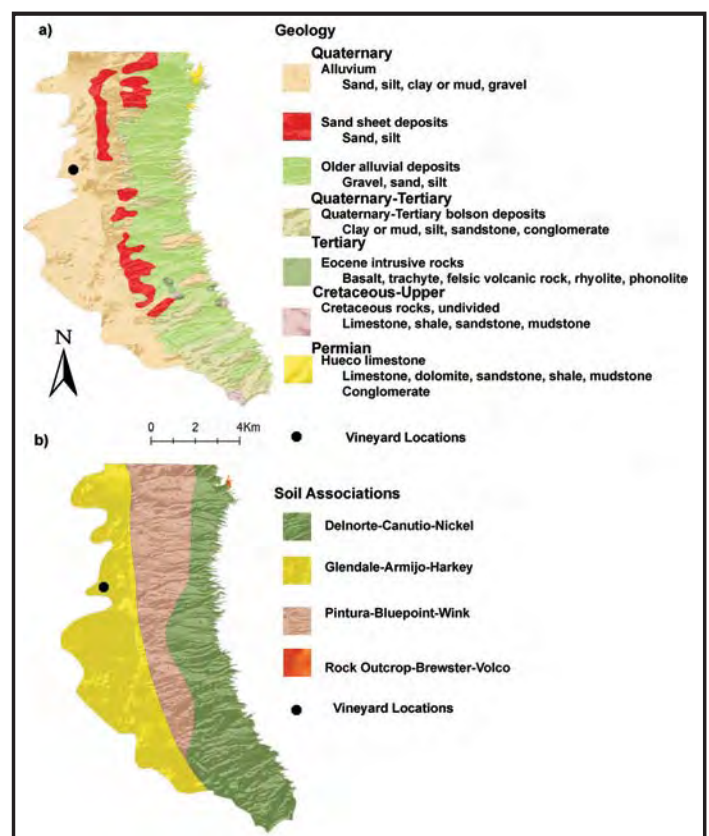 a)
Geology
Quaternary
Alluvium
Sand, silt, clay or mud, gravel
Sand sheet deposits
Sand, silt
Older alluvial deposits
Gravel, sand, silt
Quaternary-Tertiary
Quaternary-Tertiary bolson deposits
Clay or mud, silt, sandstone, conglomerate
Tertiary
Eocene intrusive rocks
Basalt, trachyte, felsic volcanic rock, rhyolite, phonolite
Cretaceous-Upper
Cretaceous rocks, undivided
Limestone, shale, sandstone, mudstone
Permian
Hueco limestone
Limestone, dolomite, sandstone, shale, mudstone
Conglomerate
Vineyard Locations
N
0 2 4Km
b)
Soil Associations
Delnorte-Canutio-Nickel
Glendale-Armijo-Harkey
Pintura-Bluepoint-Wink
Rock Outcrop-Brewster-Volco
Vineyard Locations